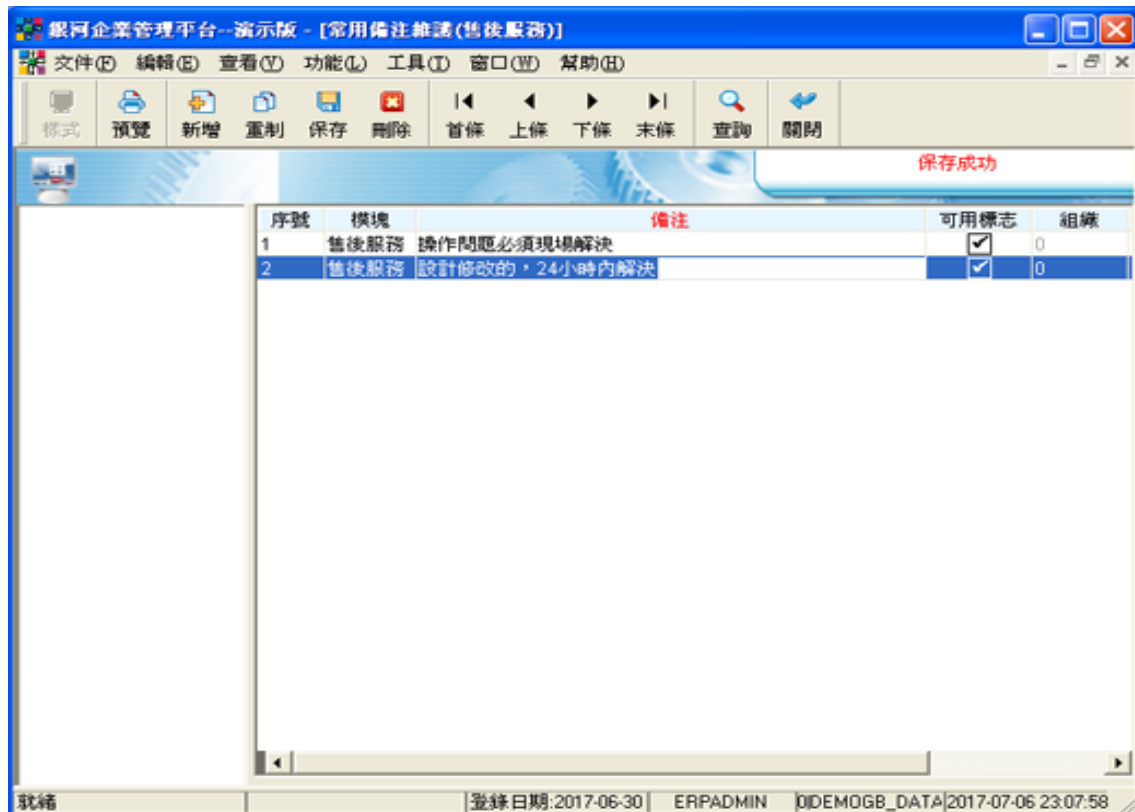 銀河企業管理平台--演示版 - [常用備注維護(售後服務)]
文件(F) 編輯(E) 查看(V) 功能(L) 工具(T) 窗口(W) 幫助(H)
樣式 預覽 新增 重制 保存 刪除 首條 上條 下條 末條 查詢 關閉
保存成功
序號 模塊 備注 可用標志 組織
1 售後服務 操作問題必須現場解決 0
2 售後服務 設計修改的，24小時內解決 0
就緒 登錄日期:2017-06-30 ERPADMIN 0|DEMOGB_DATA 2017-07-06 23:07:58